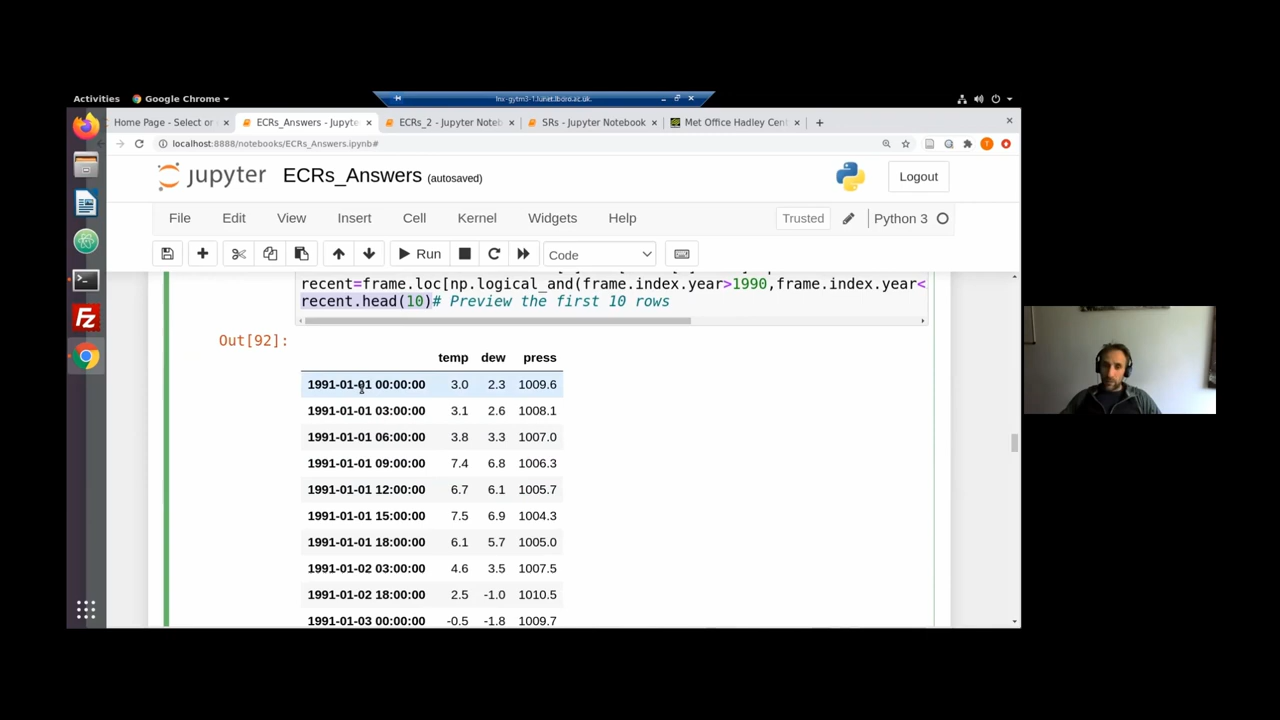 Activities Google Chrome lnx-gytm3-1.lunet.lboro.ac.uk
Home Page - Select or ECRs_Answers - Jupyte ECRs_2 - Jupyter Noteb SRs - Jupyter Notebook Met Office Hadley Cent
localhost:8888/notebooks/ECRs_Answers.ipynb#
jupyter ECRs_Answers (autosaved) Logout
File Edit View Insert Cell Kernel Widgets Help Trusted Python 3
Run Code
recent=frame.loc[np.logical_and(frame.index.year>1990,frame.index.year<
recent.head(10)# Preview the first 10 rows
Out[92]:
temp dew press
1991-01-01 00:00:00 3.0 2.3 1009.6
1991-01-01 03:00:00 3.1 2.6 1008.1
1991-01-01 06:00:00 3.8 3.3 1007.0
1991-01-01 09:00:00 7.4 6.8 1006.3
1991-01-01 12:00:00 6.7 6.1 1005.7
1991-01-01 15:00:00 7.5 6.9 1004.3
1991-01-01 18:00:00 6.1 5.7 1005.0
1991-01-02 03:00:00 4.6 3.5 1007.5
1991-01-02 18:00:00 2.5 -1.0 1010.5
1991-01-03 00:00:00 -0.5 -1.8 1009.7